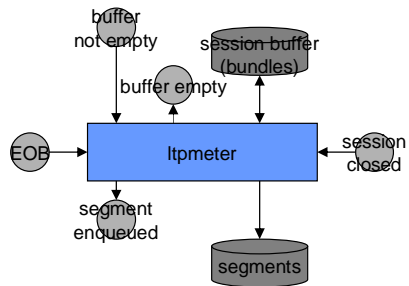 buffer
not empty
session buffer
(bundles)
buffer empty
EOB
ltpmeter
session
closed
segment
enqueued
segments